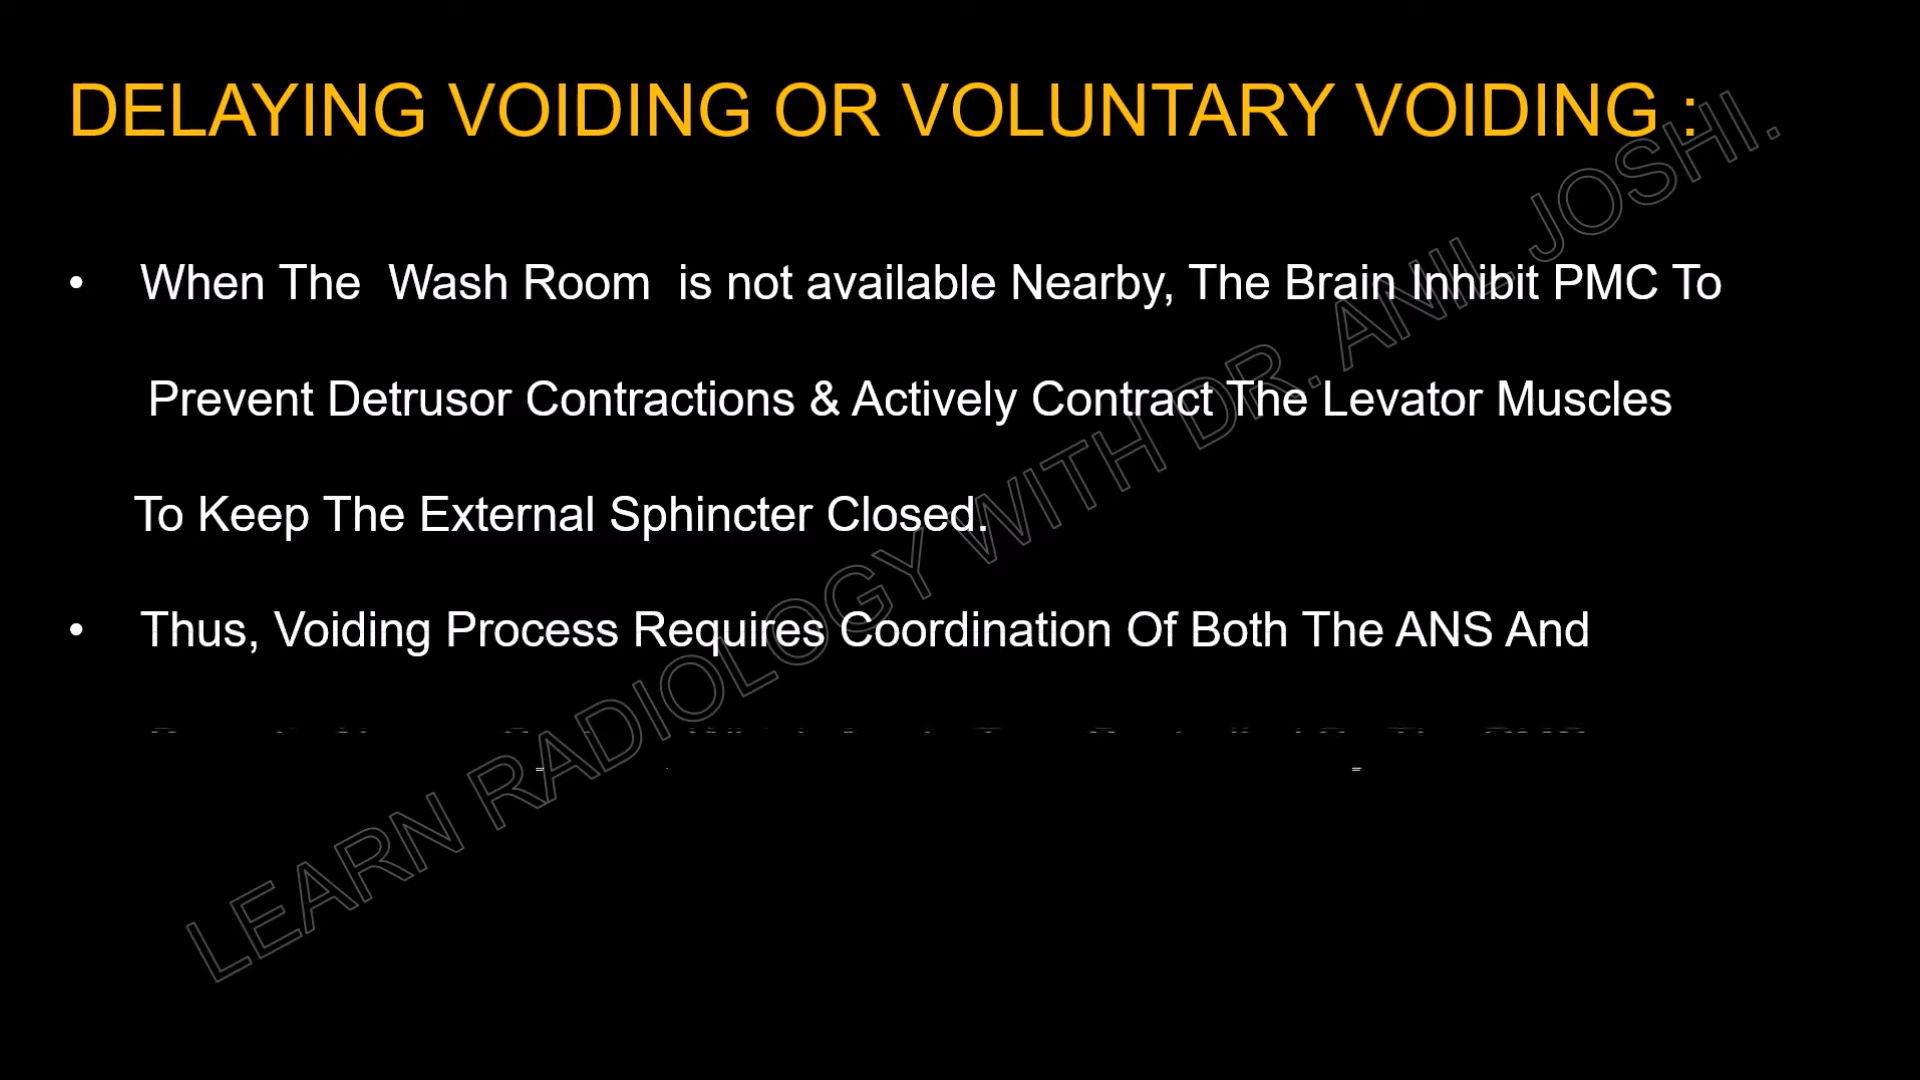 DELAYING VOIDING OR VOLUNTARY VOIDING :
• When The Wash Room is not available Nearby, The Brain Inhibit PMC To
Prevent Detrusor Contractions & Actively Contract The Levator Muscles
To Keep The External Sphincter Closed.
• Thus, Voiding Process Requires Coordination Of Both The ANS And
LEARN RADIOLOGY WITH DR. ANIL JOSHI.